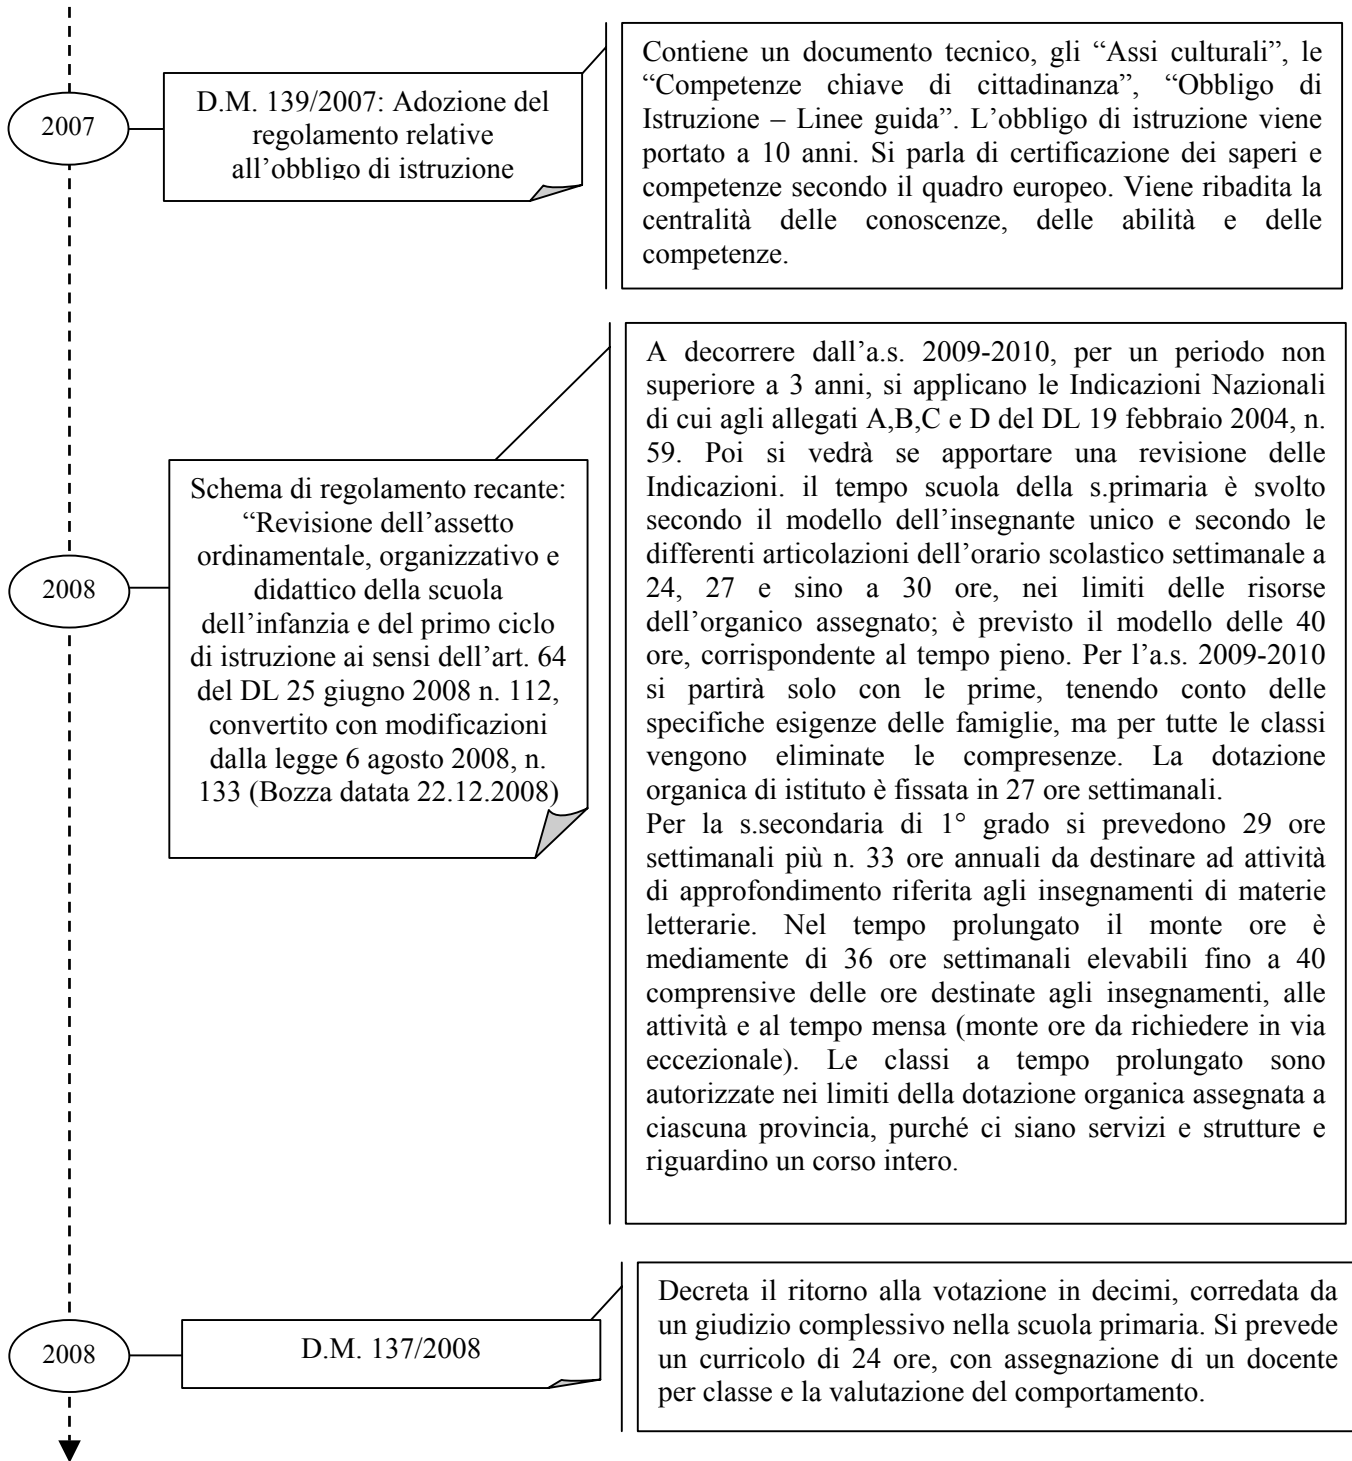 2007
D.M. 139/2007: Adozione del
regolamento relative
all’obbligo di istruzione
Contiene un documento tecnico, gli “Assi culturali”, le
“Competenze chiave di cittadinanza”, “Obbligo di
Istruzione – Linee guida”. L’obbligo di istruzione viene
portato a 10 anni. Si parla di certificazione dei saperi e
competenze secondo il quadro europeo. Viene ribadita la
centralità delle conoscenze, delle abilità e delle
competenze.
2008
Schema di regolamento recante:
“Revisione dell’assetto
ordinamentale, organizzativo e
didattico della scuola
dell’infanzia e del primo ciclo
di istruzione ai sensi dell’art. 64
del DL 25 giugno 2008 n. 112,
convertito con modificazioni
dalla legge 6 agosto 2008, n.
133 (Bozza datata 22.12.2008)
A decorrere dall’a.s. 2009-2010, per un periodo non
superiore a 3 anni, si applicano le Indicazioni Nazionali
di cui agli allegati A,B,C e D del DL 19 febbraio 2004, n.
59. Poi si vedrà se apportare una revisione delle
Indicazioni. il tempo scuola della s.primaria è svolto
secondo il modello dell’insegnante unico e secondo le
differenti articolazioni dell’orario scolastico settimanale a
24, 27 e sino a 30 ore, nei limiti delle risorse
dell’organico assegnato; è previsto il modello delle 40
ore, corrispondente al tempo pieno. Per l’a.s. 2009-2010
si partirà solo con le prime, tenendo conto delle
specifiche esigenze delle famiglie, ma per tutte le classi
vengono eliminate le compresenze. La dotazione
organica di istituto è fissata in 27 ore settimanali.
Per la s.secondaria di 1° grado si prevedono 29 ore
settimanali più n. 33 ore annuali da destinare ad attività
di approfondimento riferita agli insegnamenti di materie
letterarie. Nel tempo prolungato il monte ore è
mediamente di 36 ore settimanali elevabili fino a 40
comprensive delle ore destinate agli insegnamenti, alle
attività e al tempo mensa (monte ore da richiedere in via
eccezionale). Le classi a tempo prolungato sono
autorizzate nei limiti della dotazione organica assegnata a
ciascuna provincia, purché ci siano servizi e strutture e
riguardino un corso intero.
2008
D.M. 137/2008
Decreta il ritorno alla votazione in decimi, corredata da
un giudizio complessivo nella scuola primaria. Si prevede
un curricolo di 24 ore, con assegnazione di un docente
per classe e la valutazione del comportamento.